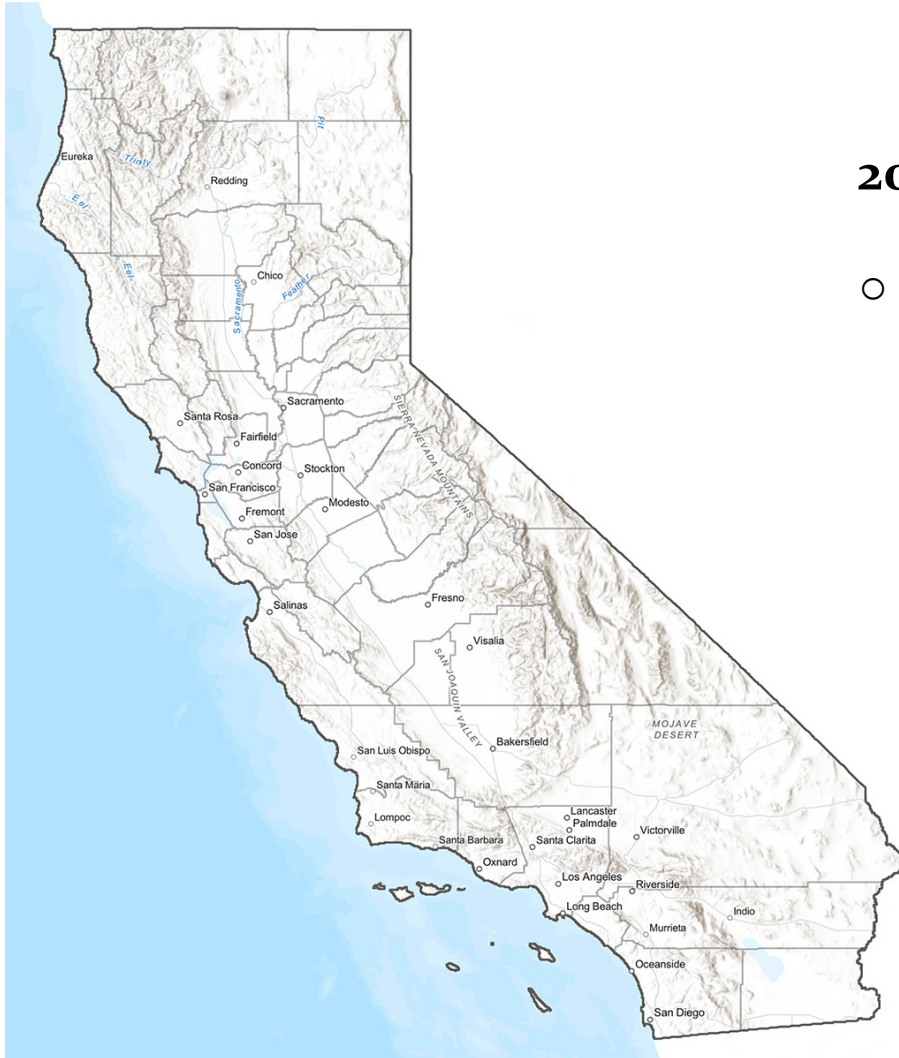 Pit
Eureka
Trinity
Redding
Eel
Eel
Chico
Feather
Sacramento
20
Sacramento
SIERRA NEVADA MOUNTAINS
Santa Rosa
Fairfield
Concord
Stockton
San Francisco
Modesto
Fremont
San Jose
Fresno
Salinas
Visalia
SAN JOAQUIN VALLEY
MOJAVE
DESERT
Bakersfield
San Luis Obispo
Santa Maria
Lancaster
Lompoc
Palmdale
Victorville
Santa Barbara
Santa Clarita
Oxnard
Los Angeles
Riverside
Long Beach
Indio
Murrieta
Oceanside
San Diego